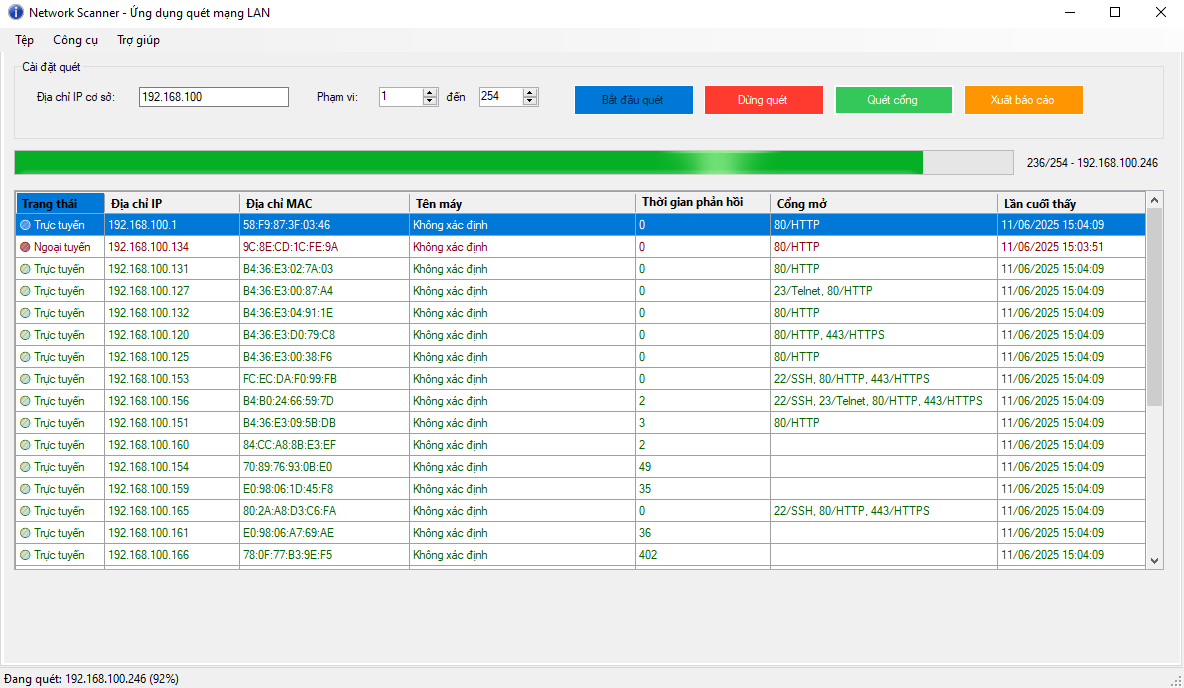 Network Scanner - Ứng dụng quét mạng LAN
Tệp Công cụ Trợ giúp
Cài đặt quét
Địa chỉ IP cơ sở: 192.168.100 Phạm vi: 1 đến 254 Bắt đầu quét Dừng quét Quét cổng Xuất báo cáo
236/254 - 192.168.100.246
Trạng thái Địa chỉ IP Địa chỉ MAC Tên máy Thời gian phản hồi Cổng mở Lần cuối thấy
Trực tuyến 192.168.100.1 58:F9:87:3F:03:46 Không xác định 0 80/HTTP 11/06/2025 15:04:09
Ngoại tuyến 192.168.100.134 9C:8E:CD:1C:FE:9A Không xác định 0 80/HTTP 11/06/2025 15:03:51
Trực tuyến 192.168.100.131 B4:36:E3:02:7A:03 Không xác định 0 80/HTTP 11/06/2025 15:04:09
Trực tuyến 192.168.100.127 B4:36:E3:00:87:A4 Không xác định 0 23/Telnet, 80/HTTP 11/06/2025 15:04:09
Trực tuyến 192.168.100.132 B4:36:E3:04:91:1E Không xác định 0 80/HTTP 11/06/2025 15:04:09
Trực tuyến 192.168.100.120 B4:36:E3:D0:79:C8 Không xác định 0 80/HTTP, 443/HTTPS 11/06/2025 15:04:09
Trực tuyến 192.168.100.125 B4:36:E3:00:38:F6 Không xác định 0 80/HTTP 11/06/2025 15:04:09
Trực tuyến 192.168.100.153 FC:EC:DA:F0:99:FB Không xác định 0 22/SSH, 80/HTTP, 443/HTTPS 11/06/2025 15:04:09
Trực tuyến 192.168.100.156 B4:B0:24:66:59:7D Không xác định 2 22/SSH, 23/Telnet, 80/HTTP, 443/HTTPS 11/06/2025 15:04:09
Trực tuyến 192.168.100.151 B4:36:E3:09:5B:DB Không xác định 3 80/HTTP 11/06/2025 15:04:09
Trực tuyến 192.168.100.160 84:CC:A8:8B:E3:EF Không xác định 2 11/06/2025 15:04:09
Trực tuyến 192.168.100.154 70:89:76:93:0B:E0 Không xác định 49 11/06/2025 15:04:09
Trực tuyến 192.168.100.159 E0:98:06:1D:45:F8 Không xác định 35 11/06/2025 15:04:09
Trực tuyến 192.168.100.165 80:2A:A8:D3:C6:FA Không xác định 0 22/SSH, 80/HTTP, 443/HTTPS 11/06/2025 15:04:09
Trực tuyến 192.168.100.161 E0:98:06:A7:69:AE Không xác định 36 11/06/2025 15:04:09
Trực tuyến 192.168.100.166 78:0F:77:B3:9E:F5 Không xác định 402 11/06/2025 15:04:09
Đang quét: 192.168.100.246 (92%)